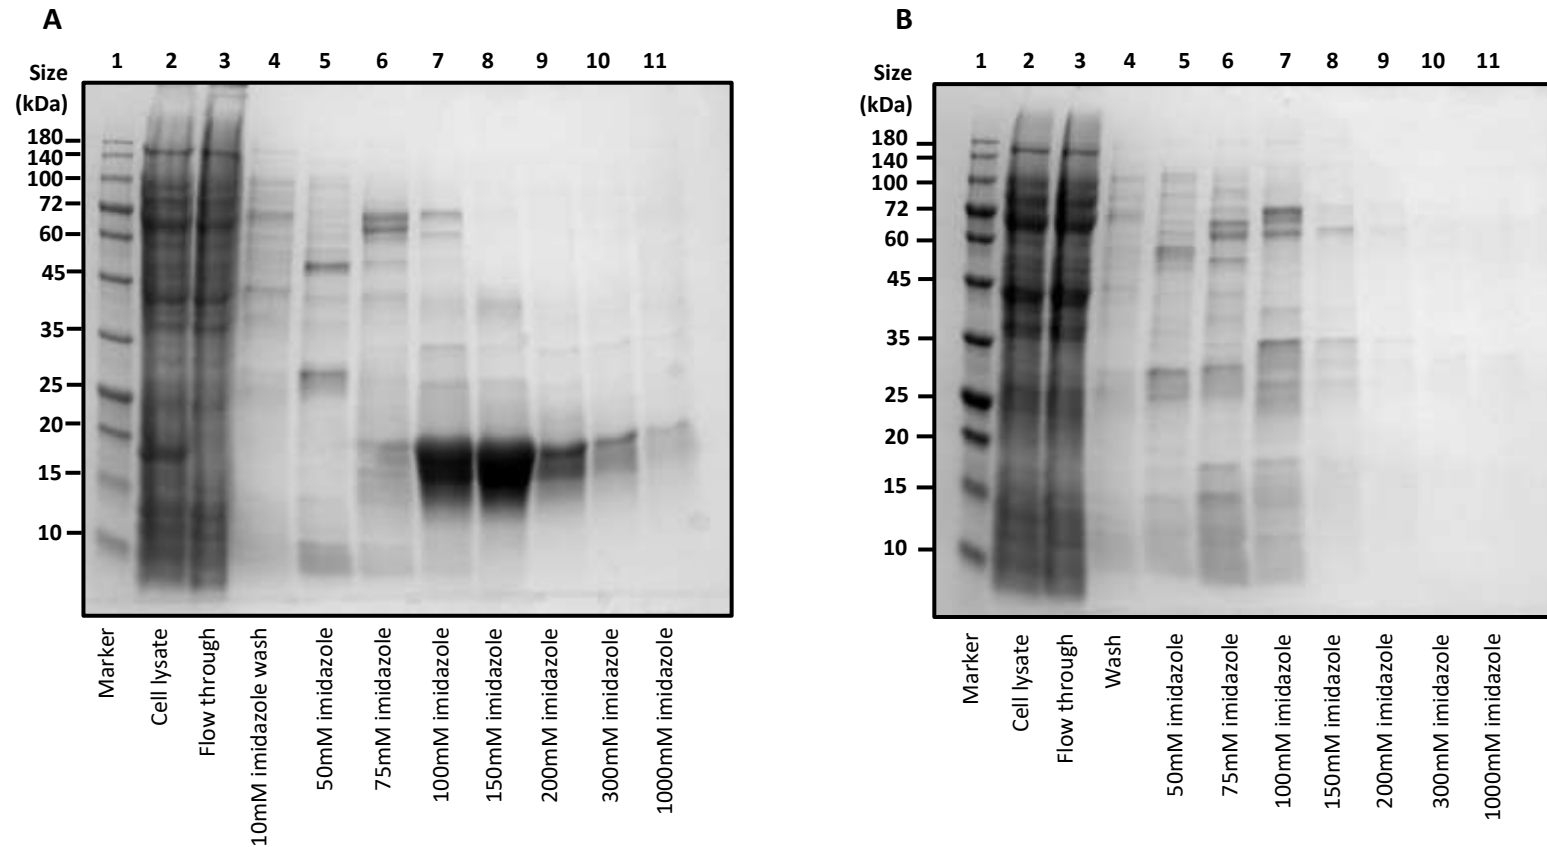 A
1 2 3 4 5 6 7 8 9 10 11
Size
(kDa)
180
140
100
72
60
45
35
25
20
15
10
Marker
Cell lysate
Flow through
10mM imidazole wash
50mM imidazole
75mM imidazole
100mM imidazole
150mM imidazole
200mM imidazole
300mM imidazole
1000mM imidazole
B
1 2 3 4 5 6 7 8 9 10 11
Size
(kDa)
180
140
100
72
60
45
35
25
20
15
10
Marker
Cell lysate
Flow through
Wash
50mM imidazole
75mM imidazole
100mM imidazole
150mM imidazole
200mM imidazole
300mM imidazole
1000mM imidazole